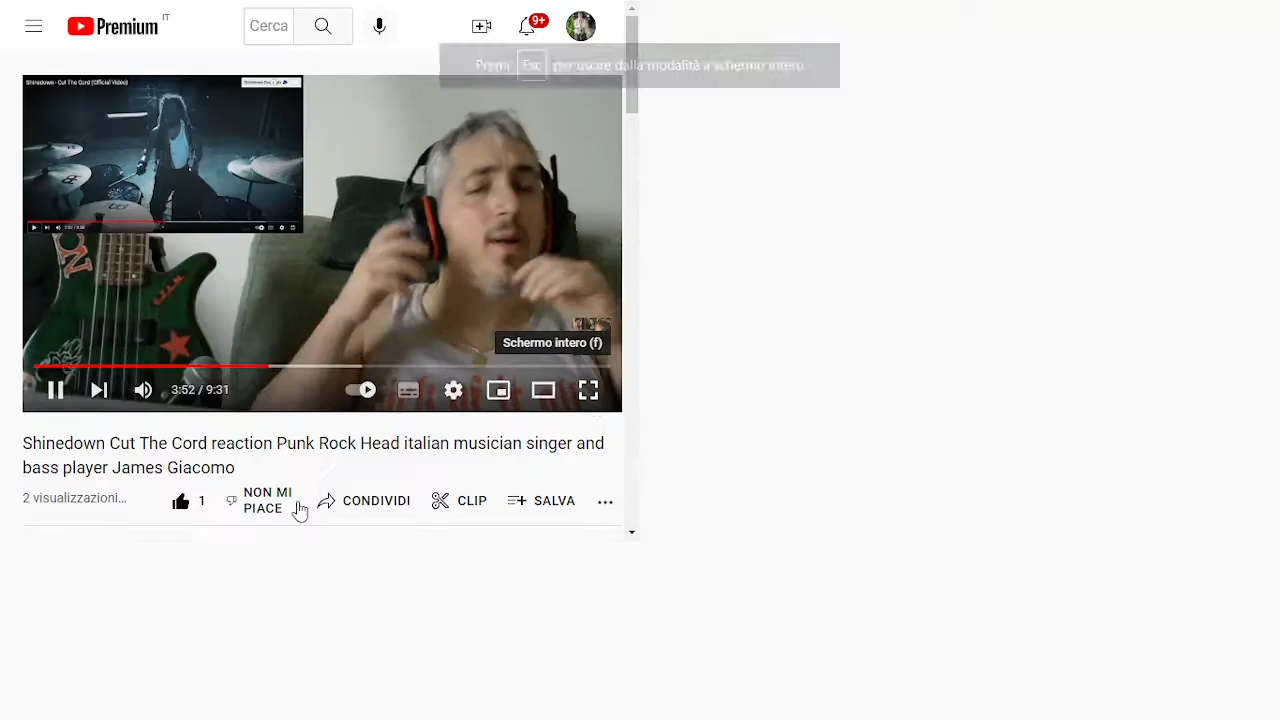 Premium IT
Cerca
9+
Premi Esc per uscire dalla modalità a schermo intero
Shinedown - Cut The Cord (Official Video)
Schermo intero (f)
3:52 / 9:31
Shinedown Cut The Cord reaction Punk Rock Head italian musician singer and
bass player James Giacomo
2 visualizzazioni...
1
NON MI
PIACE
CONDIVIDI
CLIP
SALVA